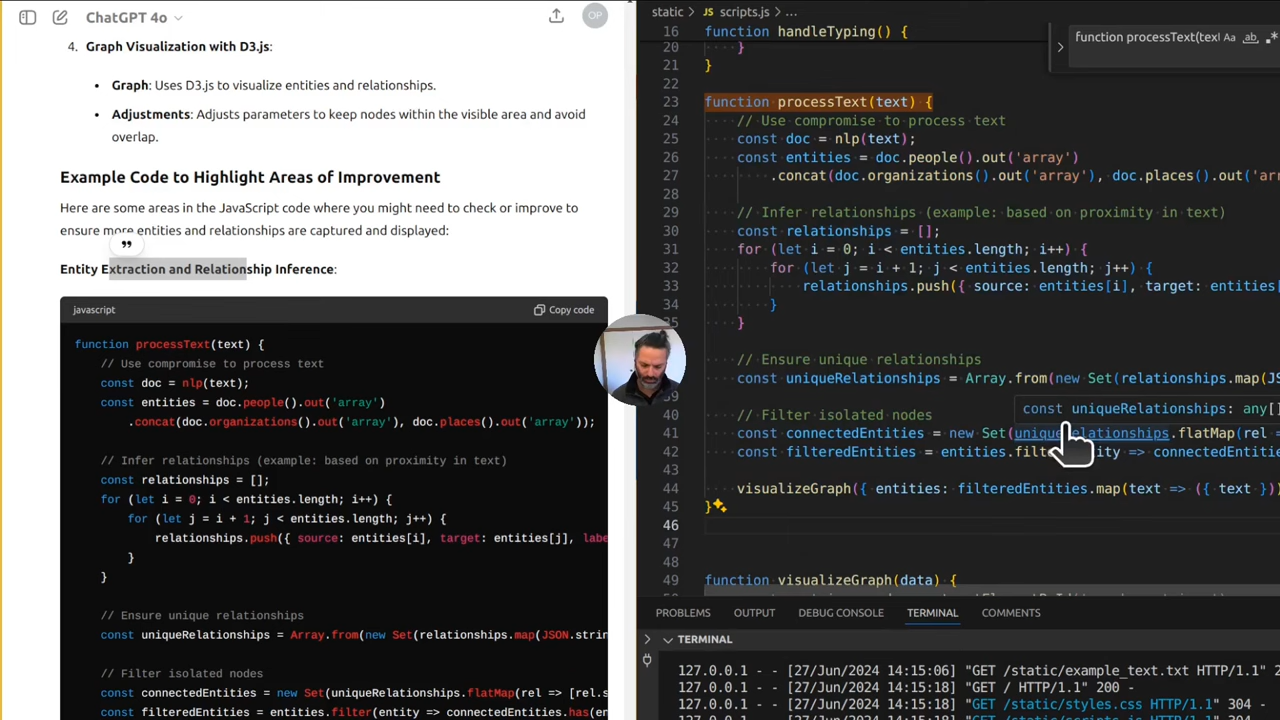 ChatGPT 4o
OP
4. Graph Visualization with D3.js:
• Graph: Uses D3.js to visualize entities and relationships.
• Adjustments: Adjusts parameters to keep nodes within the visible area and avoid
overlap.
Example Code to Highlight Areas of Improvement
Here are some areas in the JavaScript code where you might need to check or improve to
ensure more entities and relationships are captured and displayed:
Entity Extraction and Relationship Inference:
javascript
Copy code
function processText(text) {
// Use compromise to process text
const doc = nlp(text);
const entities = doc.people().out('array')
.concat(doc.organizations().out('array'), doc.places().out('array'));
// Infer relationships (example: based on proximity in text)
const relationships = [];
for (let i = 0; i < entities.length; i++) {
for (let j = i + 1; j < entities.length; j++) {
relationships.push({ source: entities[i], target: entities[j], labe
}
}
// Ensure unique relationships
const uniqueRelationships = Array.from(new Set(relationships.map(JSON.strin
// Filter isolated nodes
const connectedEntities = new Set(uniqueRelationships.flatMap(rel => [rel.s
const filteredEntities = entities.filter(entity => connectedEntities.has(en
static > JS scripts.js > ...
function processText(text
Aa ab .*
16 function handleTyping() {
20 }
21 }
22
23 function processText(text) {
24 // Use compromise to process text
25 const doc = nlp(text);
26 const entities = doc.people().out('array')
27 .concat(doc.organizations().out('array'), doc.places().out('arr
28
29 // Infer relationships (example: based on proximity in text)
30 const relationships = [];
31 for (let i = 0; i < entities.length; i++) {
32 for (let j = i + 1; j < entities.length; j++) {
33 relationships.push({ source: entities[i], target: entities[
34 }
35 }
// Ensure unique relationships
const uniqueRelationships = Array.from(new Set(relationships.map(JS
const uniqueRelationships: any[]
40 // Filter isolated nodes
41 const connectedEntities = new Set(uniqueRelationships.flatMap(rel =
42 const filteredEntities = entities.filt entity => connectedEntitie
43
44 visualizeGraph({ entities: filteredEntities.map(text => ({ text }))
45 }
46
47
48
49 function visualizeGraph(data) {
PROBLEMS OUTPUT DEBUG CONSOLE TERMINAL COMMENTS
TERMINAL
127.0.0.1 - - [27/Jun/2024 14:15:06] "GET /static/example_text.txt HTTP/1.1" 2
127.0.0.1 - - [27/Jun/2024 14:15:18] "GET / HTTP/1.1" 200 -
127.0.0.1 - - [27/Jun/2024 14:15:18] "GET /static/styles.css HTTP/1.1" 304 -